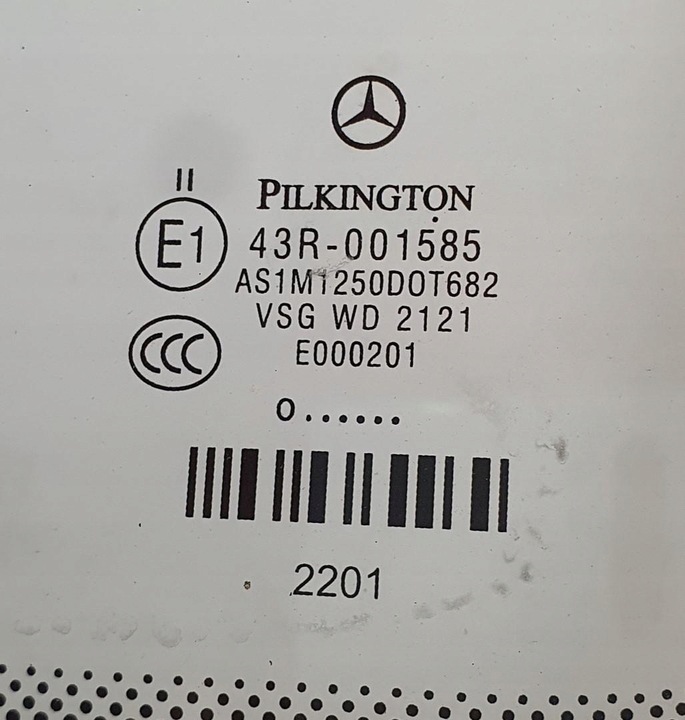 PILKINGTON
II
E1
43R-001585
AS1M1250DOT682
VSG WD 2121
CCC
E000201
O......
2201